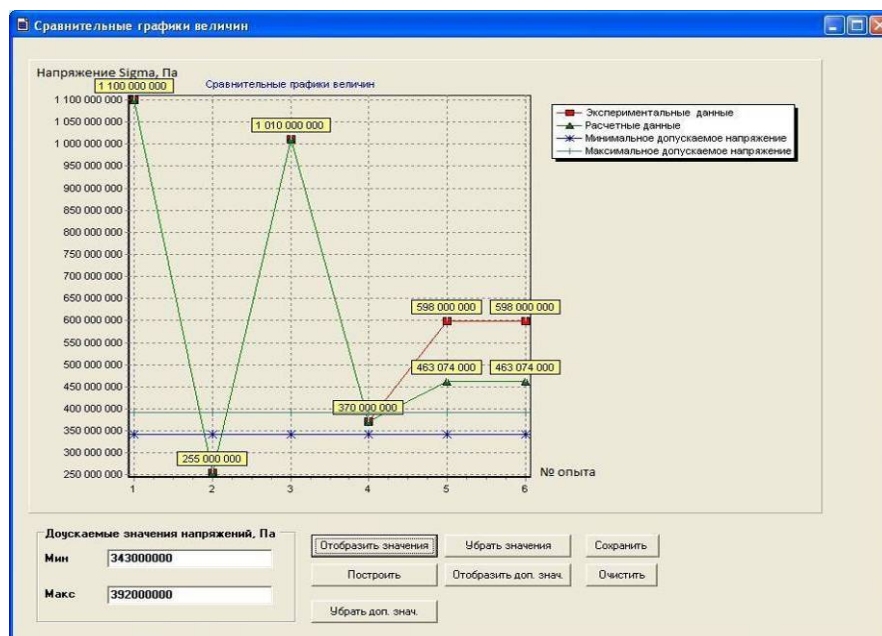 Сравнительные графики величин
Напряжение Sigma, Па
Сравнительные графики величин
1 100 000 000
1 100 000 000
1 050 000 000
1 000 000 000
950 000 000
900 000 000
850 000 000
800 000 000
750 000 000
700 000 000
650 000 000
600 000 000
550 000 000
500 000 000
450 000 000
400 000 000
350 000 000
300 000 000
250 000 000
1 010 000 000
598 000 000 598 000 000
463 074 000 463 074 000
370 000 000
255 000 000
1 2 3 4 5 6
№ опыта
Экспериментальные данные
Расчетные данные
Минимальное допускаемое напряжение
Максимальное допускаемое напряжение
Доускаемые значения напряжений, Па
Мин 343000000
Макс 392000000
Отобразить значения Убрать значения Сохранить
Построить Отобразить доп. знач. Очистить
Убрать доп. знач.